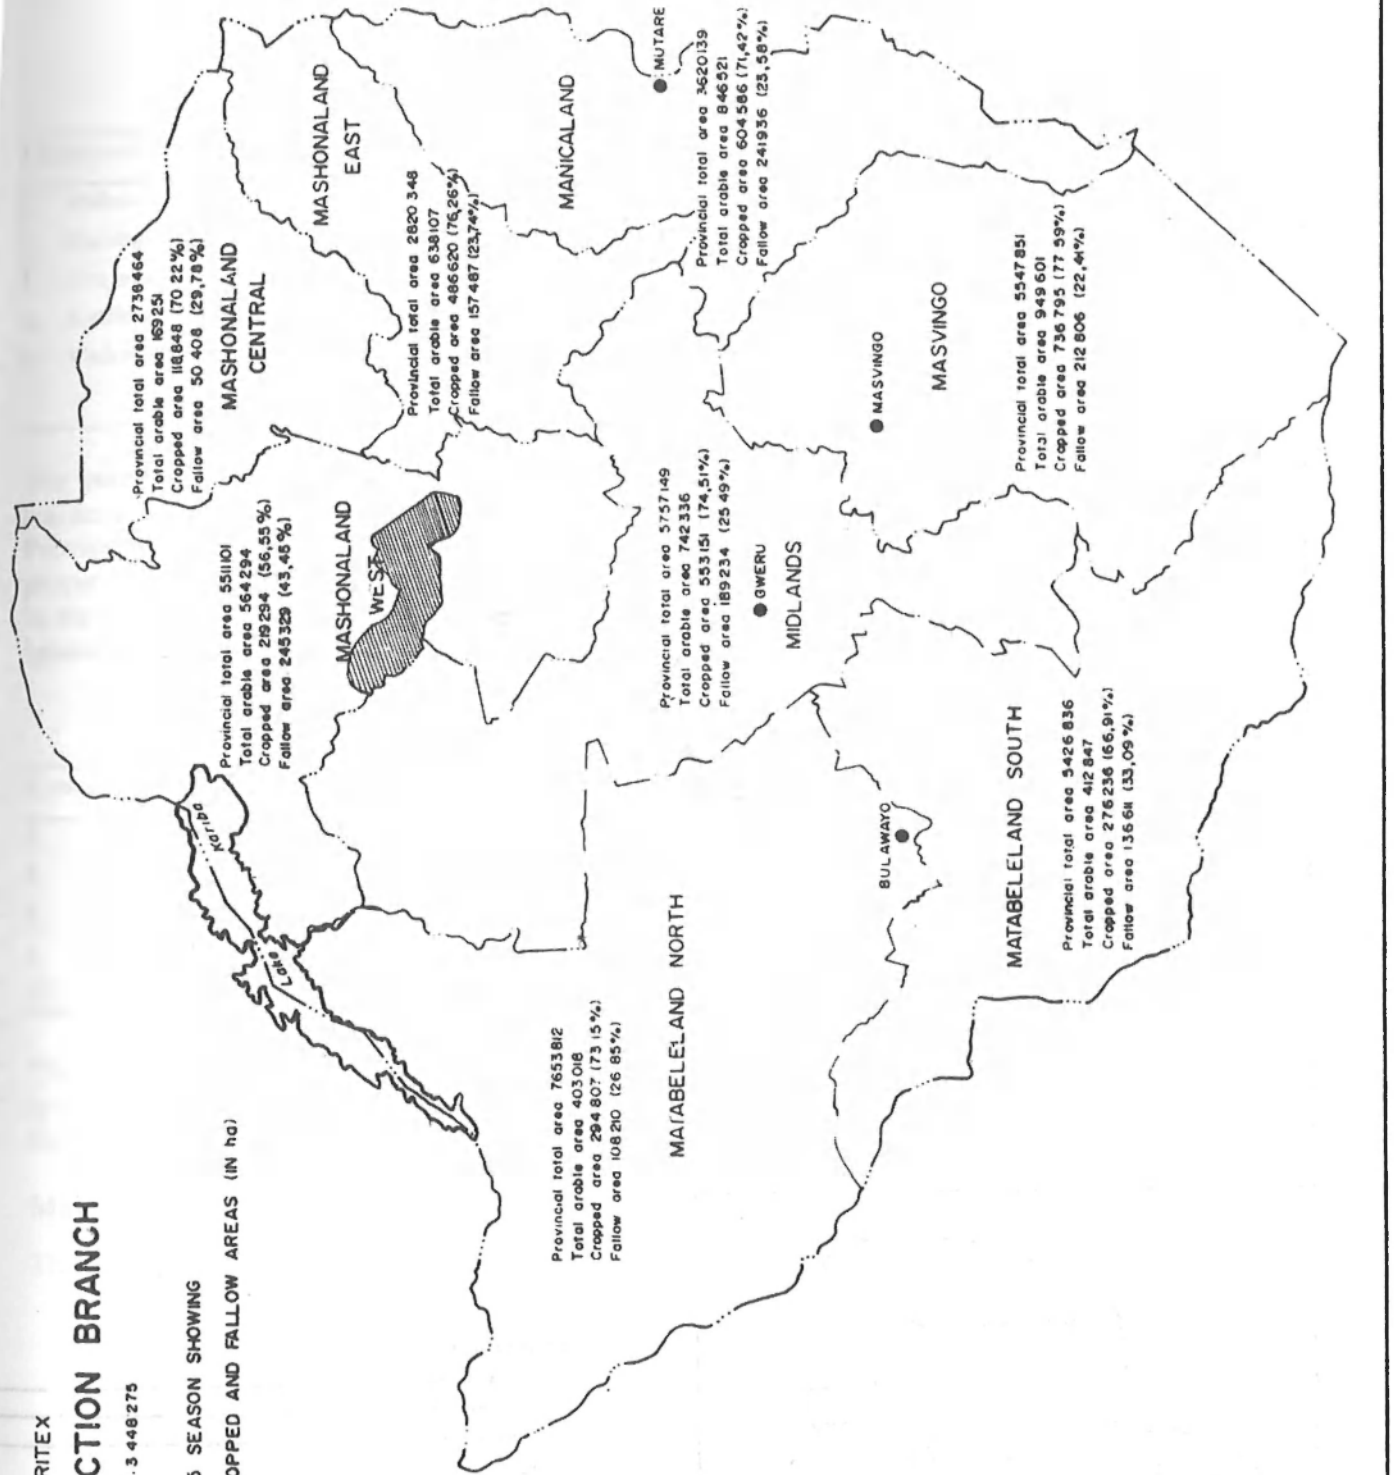 RITEX
CTION BRANCH
3 448 275
SEASON SHOWING
OPPED AND FALLOW AREAS (IN ha)
Lake Kariba
Provincial total area 5511101
Total arable area 564294
Cropped area 219294 (56,55%)
Fallow area 245329 (43,45%)
MASHONALAND
WEST
Provincial total area 2738464
Total arable area 169251
Cropped area 118,848 (70 22%)
Fallow area 50 408 (29,78%)
MASHONALAND
CENTRAL
MASHONALAND
EAST
Provincial total area 2820 348
Total arable area 638107
Cropped area 486620 (76,26%)
Fallow area 157487 (23,74%)
MANICALAND
MUTARE
Provincial total area 3620139
Total arable area 846521
Cropped area 604586 (71,42%)
Fallow area 241936 (25,58%)
Provincial total area 7653812
Total arable area 403018
Cropped area 294807 (73 15%)
Fallow area 108210 (26 85%)
MATABELELAND NORTH
Provincial total area 5757149
Total arable area 742336
Cropped area 553151 (74,51%)
Fallow area 189234 (25 49%)
GWERU
MIDLANDS
MASVINGO
MASVINGO
Provincial total area 5547851
Total arable area 949601
Cropped area 736795 (77 59%)
Fallow area 212806 (22,41%)
BULAWAYO
MATABELELAND SOUTH
Provincial total area 5426836
Total arable area 412847
Cropped area 276236 (66,91%)
Fallow area 136611 (33,09%)